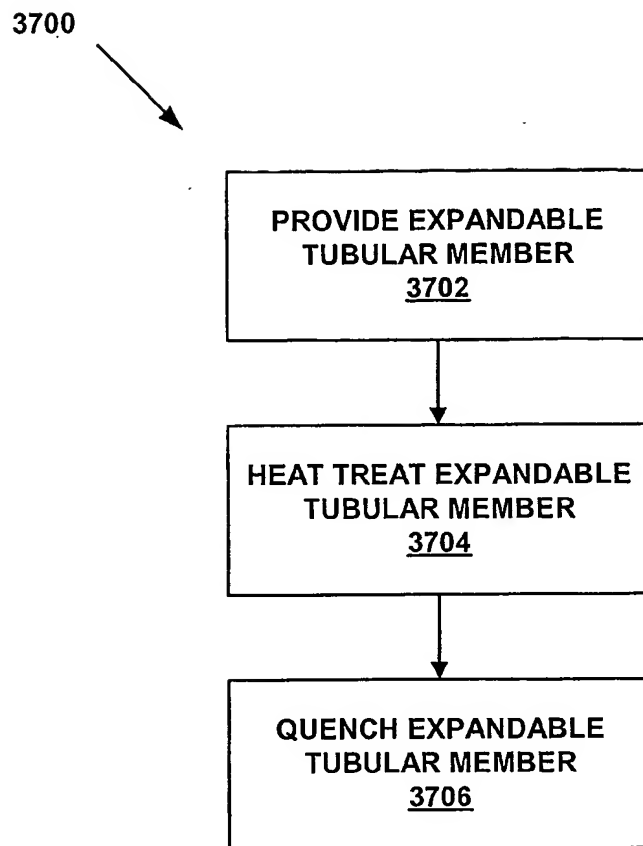 3700
PROVIDE EXPANDABLE
TUBULAR MEMBER
3702
HEAT TREAT EXPANDABLE
TUBULAR MEMBER
3704
QUENCH EXPANDABLE
TUBULAR MEMBER
3706